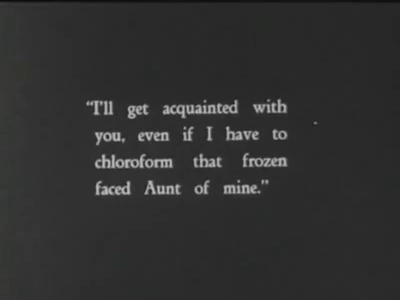 “I'll get acquainted with
you, even if I have to
chloroform that frozen
faced Aunt of mine.”